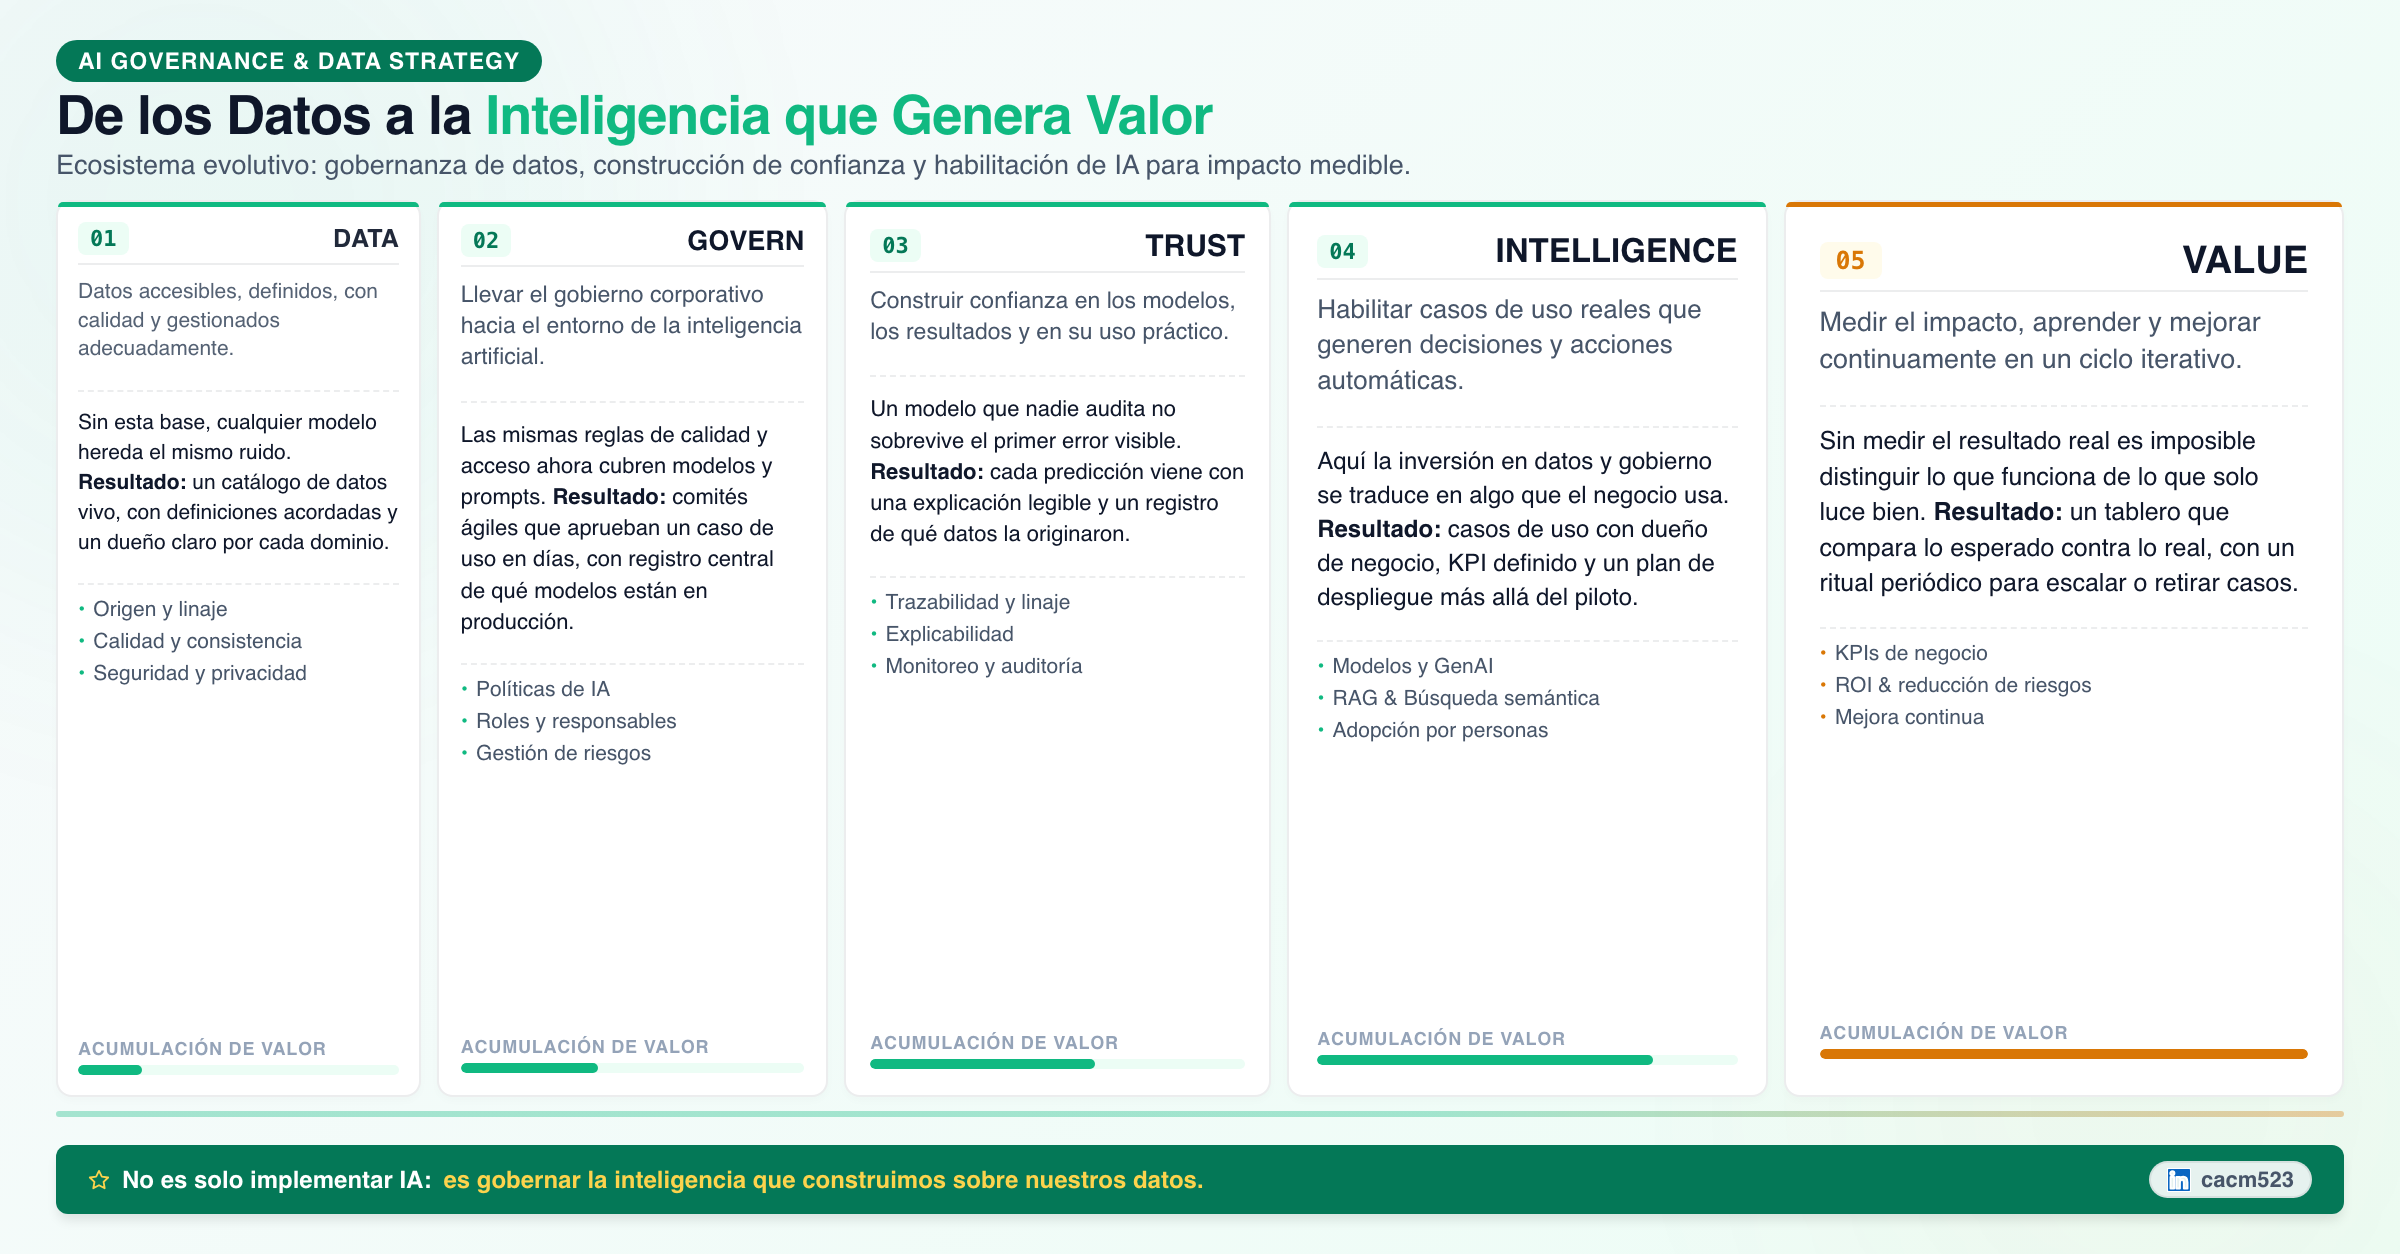 AI GOVERNANCE & DATA STRATEGY
De los Datos a la Inteligencia que Genera Valor
Ecosistema evolutivo: gobernanza de datos, construcción de confianza y habilitación de IA para impacto medible.
01
DATA
Datos accesibles, definidos, con
calidad y gestionados
adecuadamente.
Sin esta base, cualquier modelo
hereda el mismo ruido.
Resultado: un catálogo de datos
vivo, con definiciones acordadas y
un dueño claro por cada dominio.
• Origen y linaje
• Calidad y consistencia
• Seguridad y privacidad
ACUMULACIÓN DE VALOR
02
GOVERN
Llevar el gobierno corporativo
hacia el entorno de la inteligencia
artificial.
Las mismas reglas de calidad y
acceso ahora cubren modelos y
prompts. Resultado: comités
ágiles que aprueban un caso de
uso en días, con registro central
de qué modelos están en
producción.
• Políticas de IA
• Roles y responsables
• Gestión de riesgos
ACUMULACIÓN DE VALOR
03
TRUST
Construir confianza en los modelos,
los resultados y en su uso práctico.
Un modelo que nadie audita no
sobrevive el primer error visible.
Resultado: cada predicción viene con
una explicación legible y un registro
de qué datos la originaron.
• Trazabilidad y linaje
• Explicabilidad
• Monitoreo y auditoría
ACUMULACIÓN DE VALOR
04
INTELLIGENCE
Habilitar casos de uso reales que
generen decisiones y acciones
automáticas.
Aquí la inversión en datos y gobierno
se traduce en algo que el negocio usa.
Resultado: casos de uso con dueño
de negocio, KPI definido y un plan de
despliegue más allá del piloto.
• Modelos y GenAI
• RAG & Búsqueda semántica
• Adopción por personas
ACUMULACIÓN DE VALOR
05
VALUE
Medir el impacto, aprender y mejorar
continuamente en un ciclo iterativo.
Sin medir el resultado real es imposible
distinguir lo que funciona de lo que solo
luce bien. Resultado: un tablero que
compara lo esperado contra lo real, con un
ritual periódico para escalar o retirar casos.
• KPIs de negocio
• ROI & reducción de riesgos
• Mejora continua
ACUMULACIÓN DE VALOR
No es solo implementar IA: es gobernar la inteligencia que construimos sobre nuestros datos.
in cacm523